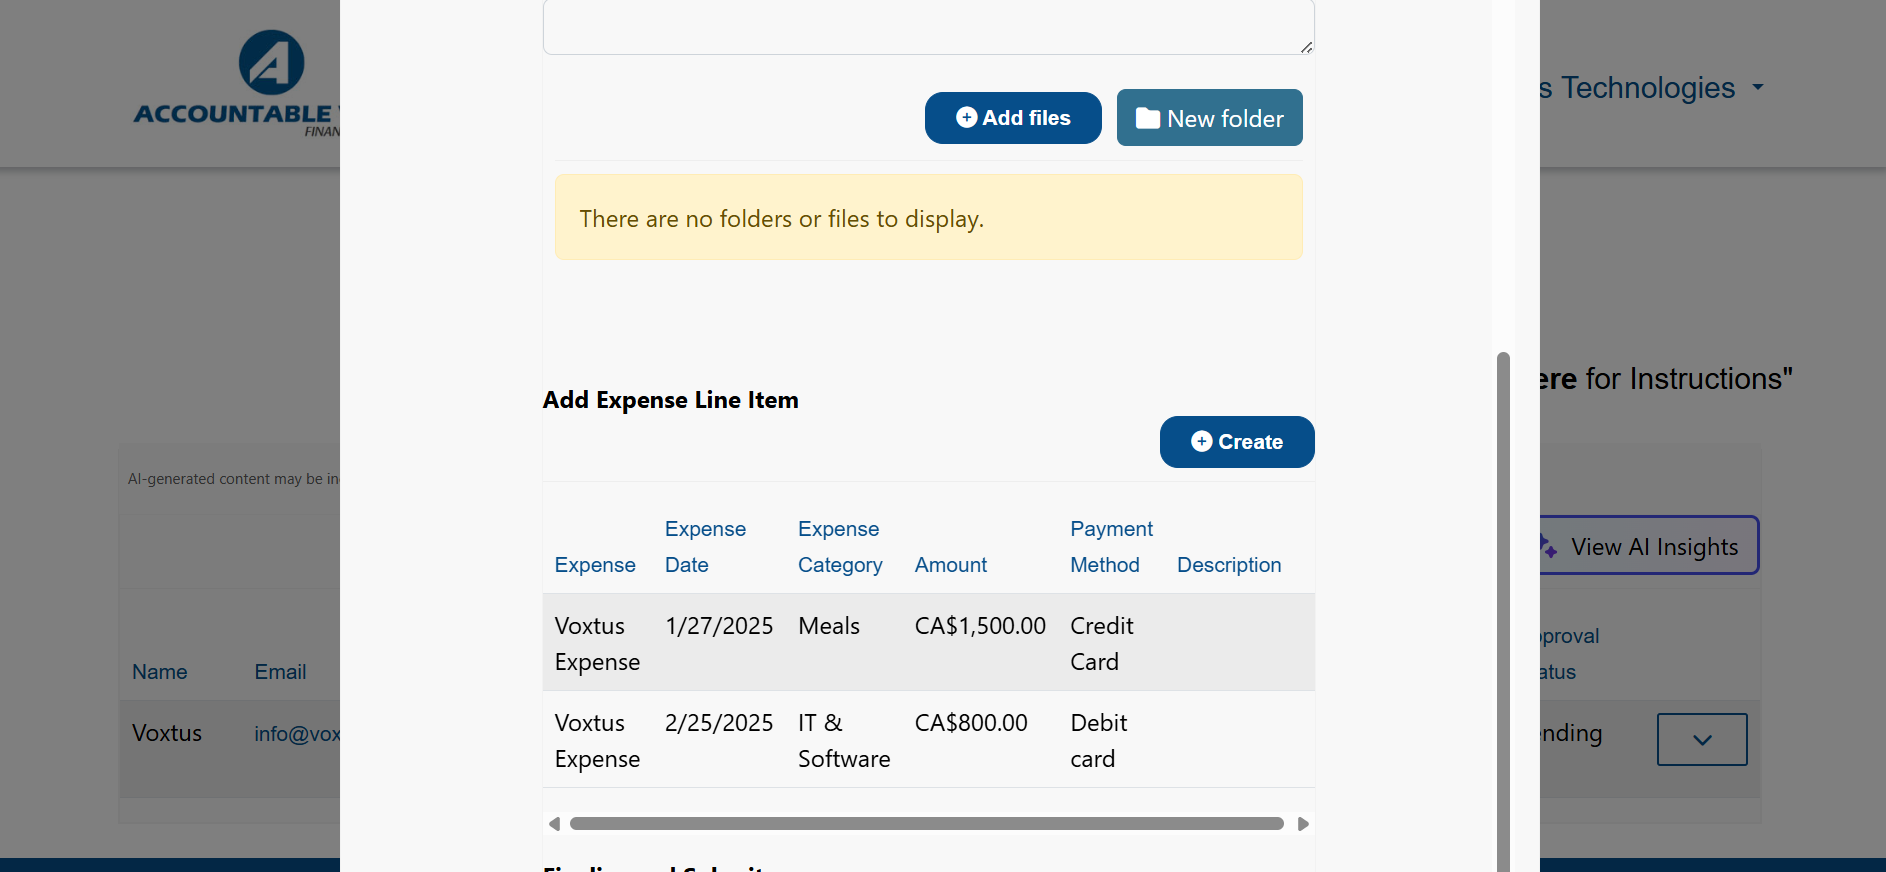 ACCOUNTABLE
FINAN
s Technologies
Add files
New folder
There are no folders or files to display.
ere for Instructions"
Add Expense Line Item
Create
AI-generated content may be in
View AI Insights
Expense
Expense Date
Expense Category
Amount
Payment Method
Description
Voxtus Expense
1/27/2025
Meals
CA$1,500.00
Credit Card
Voxtus Expense
2/25/2025
IT & Software
CA$800.00
Debit card
Name
Email
proval
atus
Voxtus
info@vox
nding